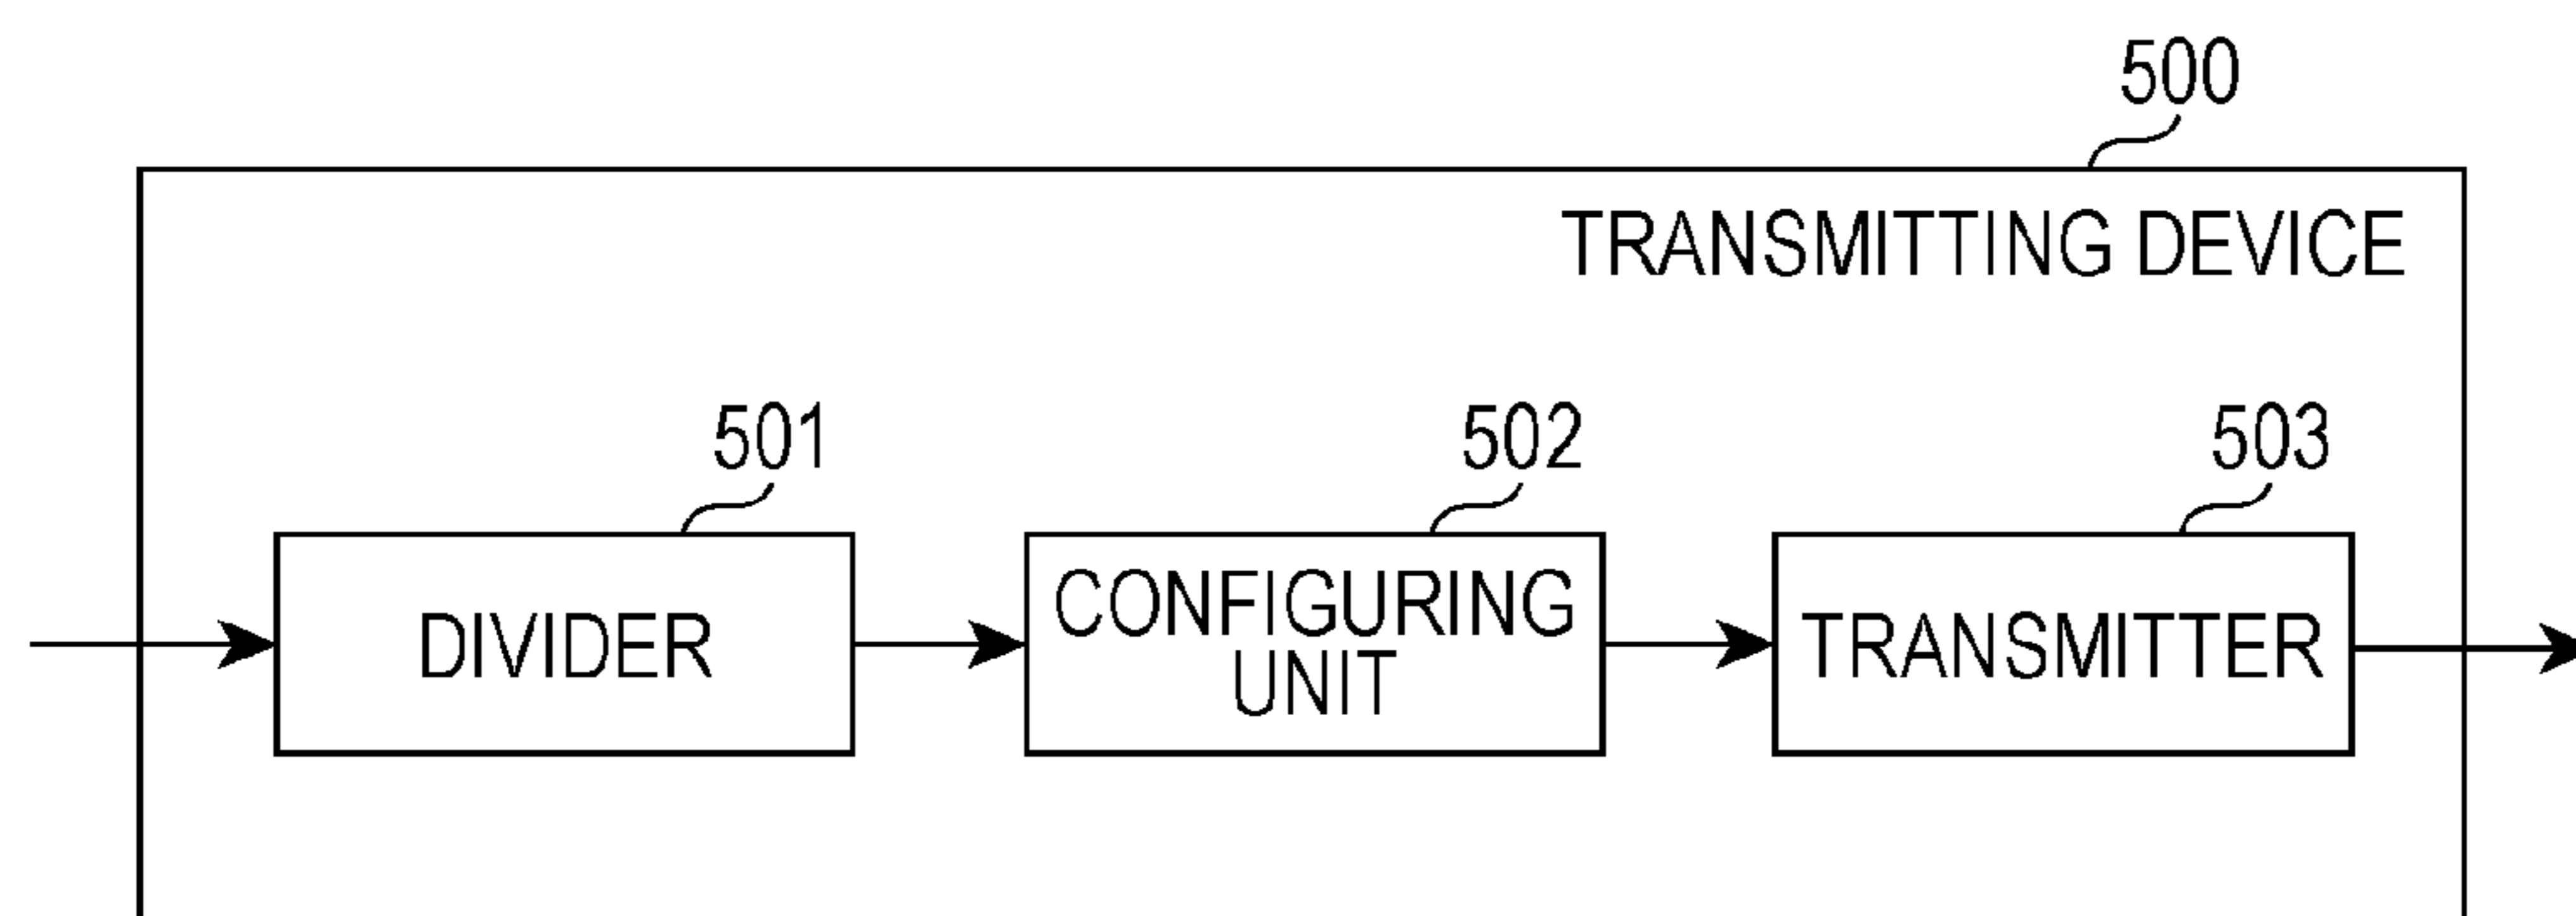 500
TRANSMITTING DEVICE
501
502
503
DIVIDER
CONFIGURING
UNIT
TRANSMITTER